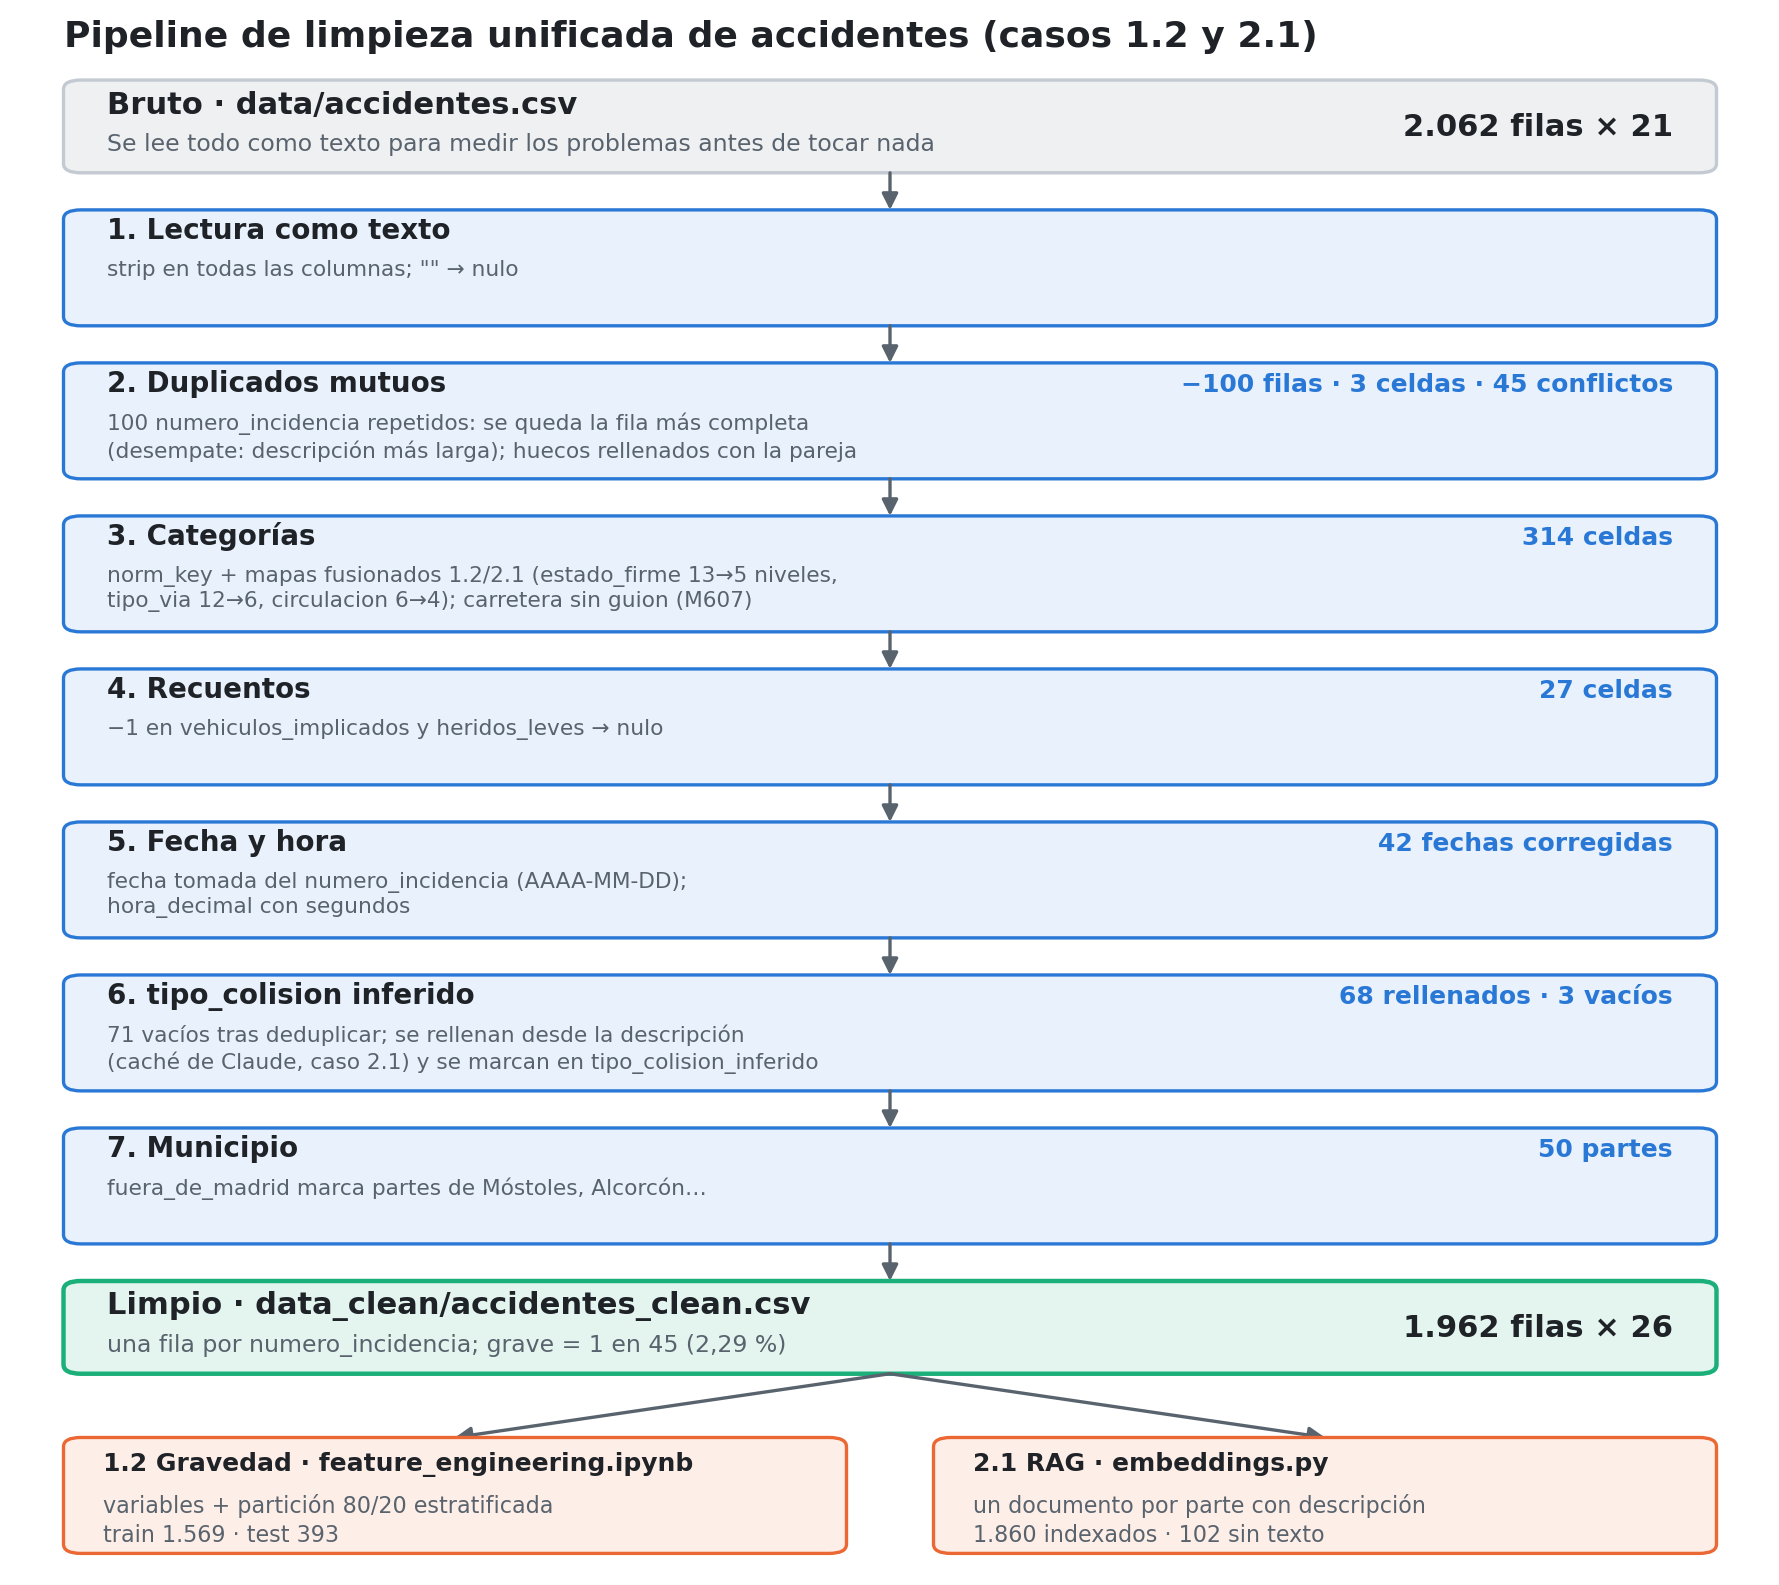 Pipeline de limpieza unificada de accidentes (casos 1.2 y 2.1)
Bruto · data/accidentes.csv
Se lee todo como texto para medir los problemas antes de tocar nada
2.062 filas × 21
1. Lectura como texto
strip en todas las columnas; "" → nulo
2. Duplicados mutuos
−100 filas · 3 celdas · 45 conflictos
100 numero_incidencia repetidos: se queda la fila más completa
(desempate: descripción más larga); huecos rellenados con la pareja
3. Categorías
314 celdas
norm_key + mapas fusionados 1.2/2.1 (estado_firme 13→5 niveles,
tipo_via 12→6, circulacion 6→4); carretera sin guion (M607)
4. Recuentos
27 celdas
−1 en vehiculos_implicados y heridos_leves → nulo
5. Fecha y hora
42 fechas corregidas
fecha tomada del numero_incidencia (AAAA-MM-DD);
hora_decimal con segundos
6. tipo_colision inferido
68 rellenados · 3 vacíos
71 vacíos tras deduplicar; se rellenan desde la descripción
(caché de Claude, caso 2.1) y se marcan en tipo_colision_inferido
7. Municipio
50 partes
fuera_de_madrid marca partes de Móstoles, Alcorcón…
Limpio · data_clean/accidentes_clean.csv
una fila por numero_incidencia; grave = 1 en 45 (2,29 %)
1.962 filas × 26
1.2 Gravedad · feature_engineering.ipynb
variables + partición 80/20 estratificada
train 1.569 · test 393
2.1 RAG · embeddings.py
un documento por parte con descripción
1.860 indexados · 102 sin texto